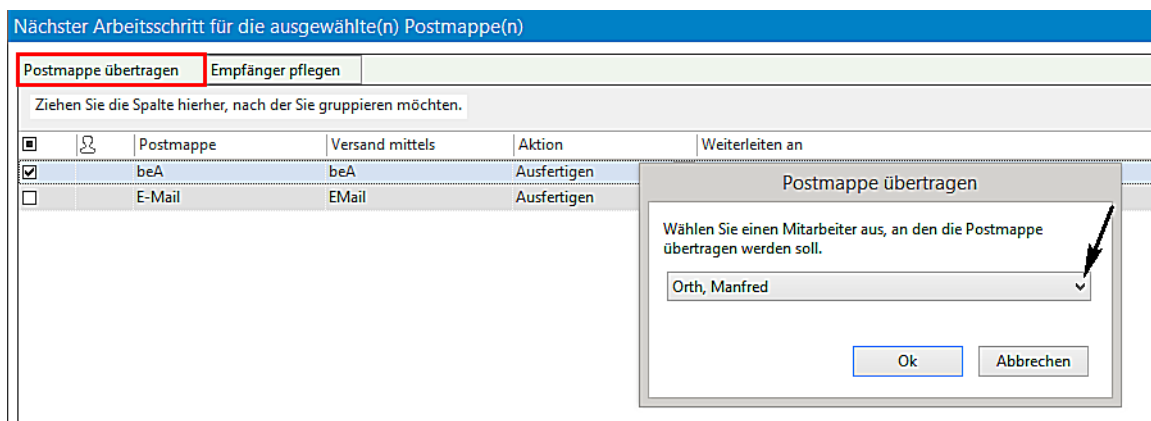 Nächster Arbeitsschritt für die ausgewählte(n) Postmappe(n)
Postmappe übertragen Empfänger pflegen
Ziehen Sie die Spalte hierher, nach der Sie gruppieren möchten.
Postmappe Versand mittels Aktion Weiterleiten an
beA beA Ausfertigen
E-Mail EMail Ausfertigen
Postmappe übertragen
Wählen Sie einen Mitarbeiter aus, an den die Postmappe
übertragen werden soll.
Orth, Manfred
Ok Abbrechen